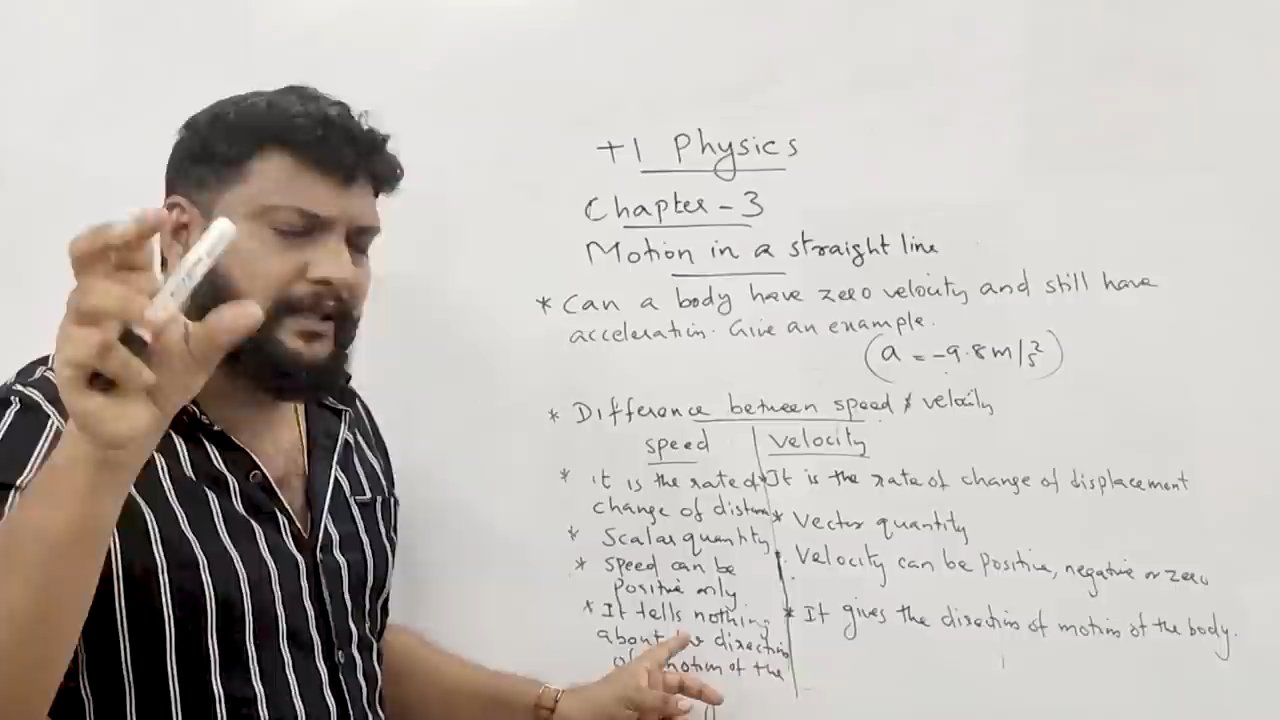 +1 Physics
Chapter - 3
Motion in a straight line
* Can a body have zero velocity and still have
acceleration. Give an example.
(a = -9.8 m/s²)
* Difference between speed & velocity
speed
* it is the rate of
change of
* Scalar quantity
* speed can be
positive only
* It tells nothing
about direction
of motion of the
velocity
* It is the rate of change of displacement
* Vector quantity
. Velocity can be positive, negative or zero
* It gives the direction of motion of the body.